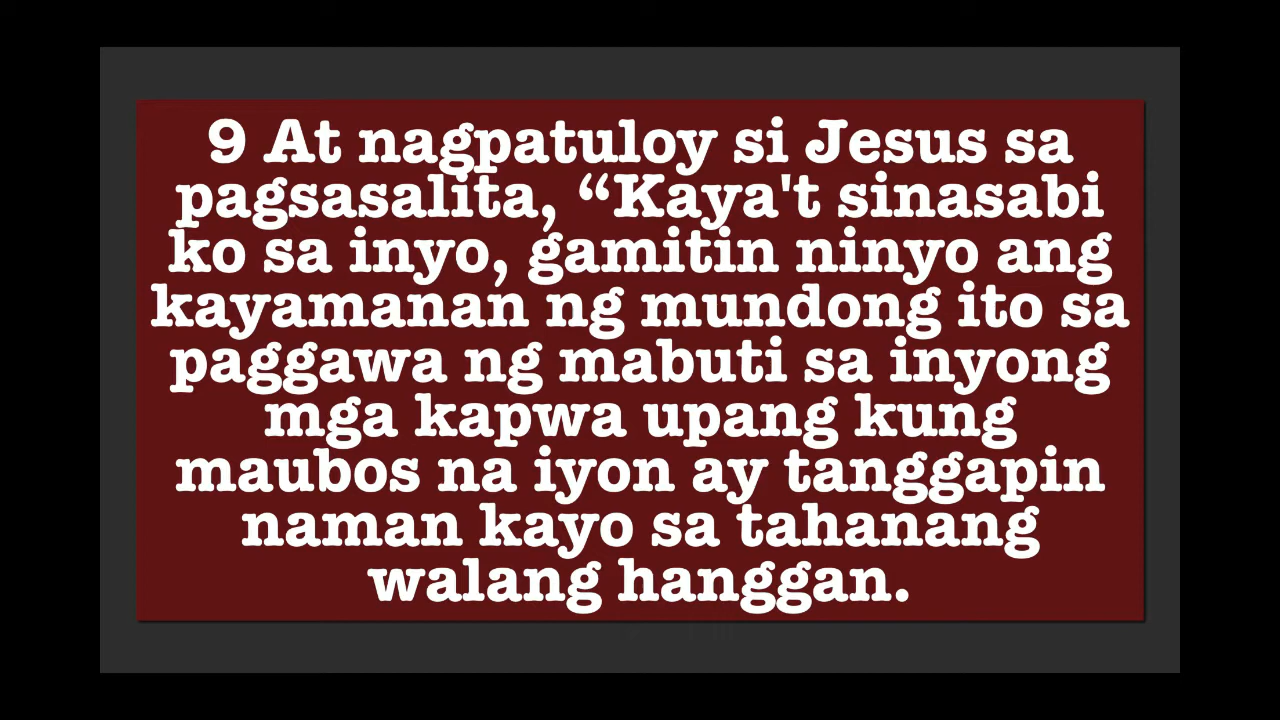 9 At nagpatuloy si Jesus sa
pagsasalita, “Kaya't sinasabi
ko sa inyo, gamitin ninyo ang
kayamanan ng mundong ito sa
paggawa ng mabuti sa inyong
mga kapwa upang kung
maubos na iyon ay tanggapin
naman kayo sa tahanang
walang hanggan.